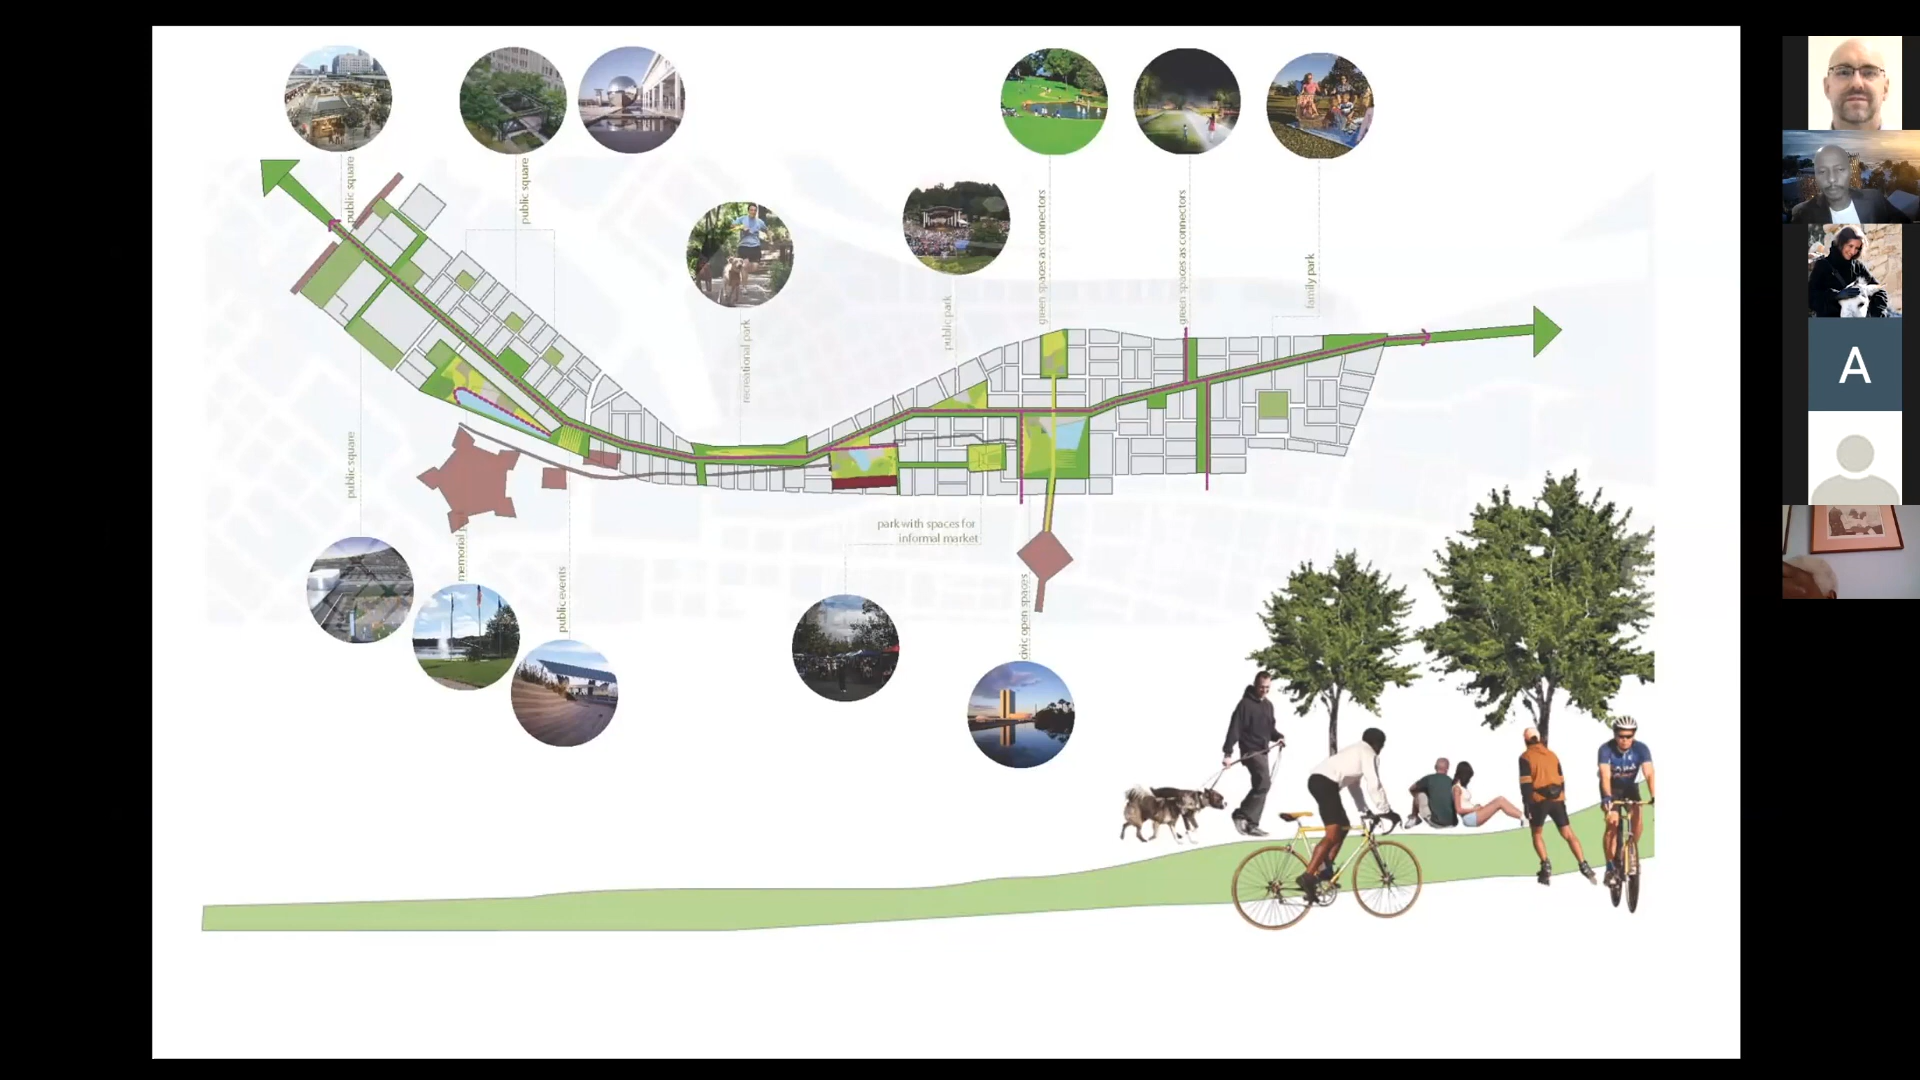 public square
public square
recreational park
public park
green spaces as connectors
green spaces as connectors
family park
public square
memorial
public events
park with spaces for
informal market
civic open spaces
A